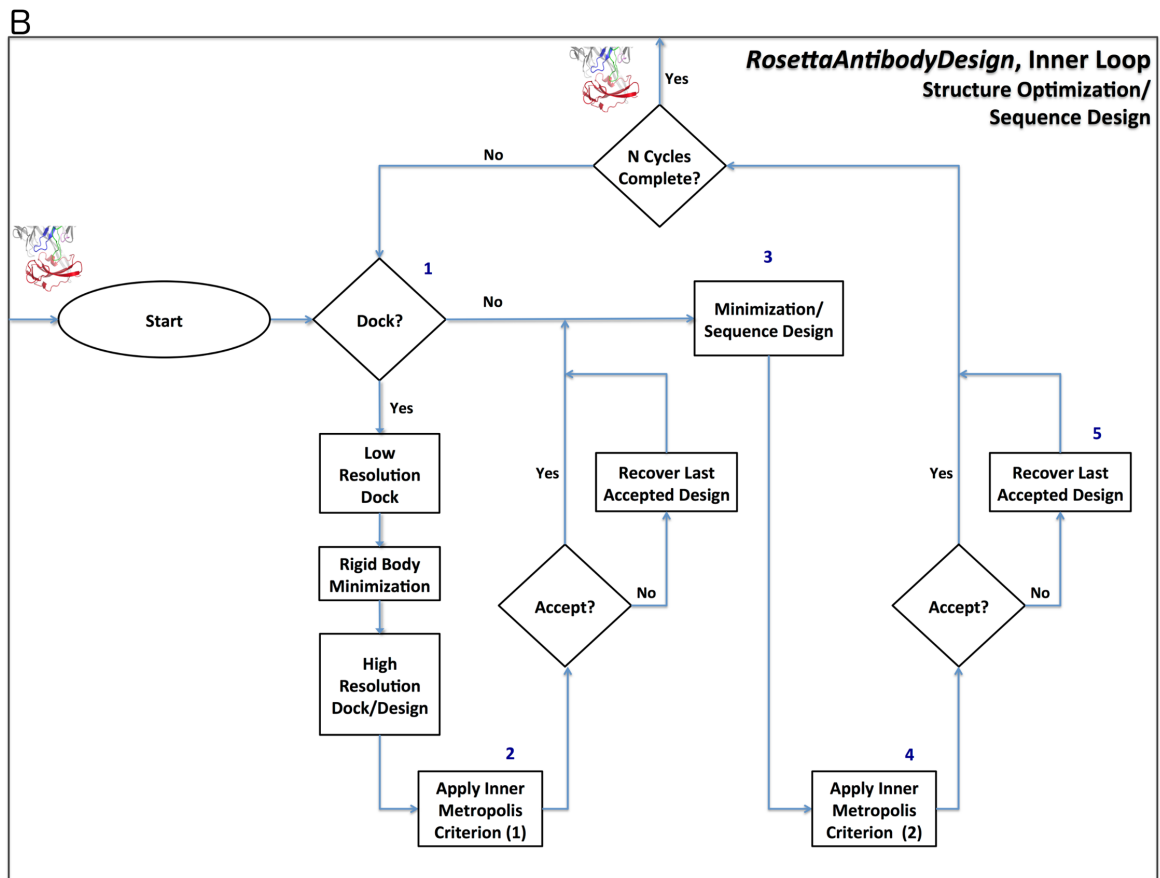 B
RosettaAntibodyDesign, Inner Loop
Structure Optimization/
Sequence Design
Yes
N Cycles
Complete?
No
Start
1
Dock?
No
3
Minimization/
Sequence Design
Yes
Low
Resolution
Dock
Rigid Body
Minimization
High
Resolution
Dock/Design
2
Apply Inner
Metropolis
Criterion (1)
Accept?
Yes
No
Recover Last
Accepted Design
4
Apply Inner
Metropolis
Criterion (2)
Accept?
Yes
No
5
Recover Last
Accepted Design